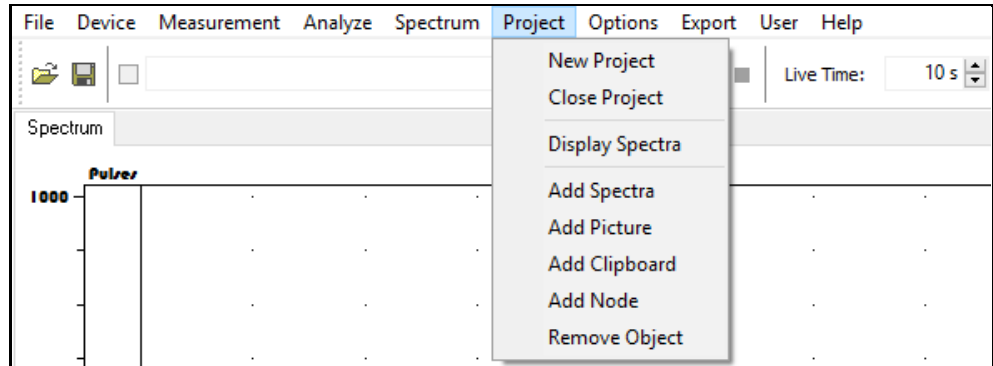 File Device Measurement Analyze Spectrum Project Options Export User Help
Live Time: 10 s
New Project
Close Project
Display Spectra
Add Spectra
Add Picture
Add Clipboard
Add Node
Remove Object
Spectrum
Pulses
1000